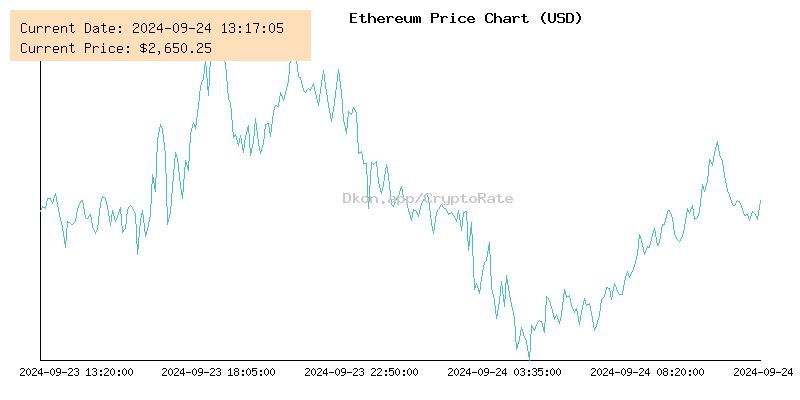 Ethereum Price Chart (USD)
Current Date: 2024-09-24 13:17:05
Current Price: $2,650.25
Dkon.app/CryptoRate
2024-09-23 13:20:00 2024-09-23 18:05:00 2024-09-23 22:50:00 2024-09-24 03:35:00 2024-09-24 08:20:00 2024-09-24